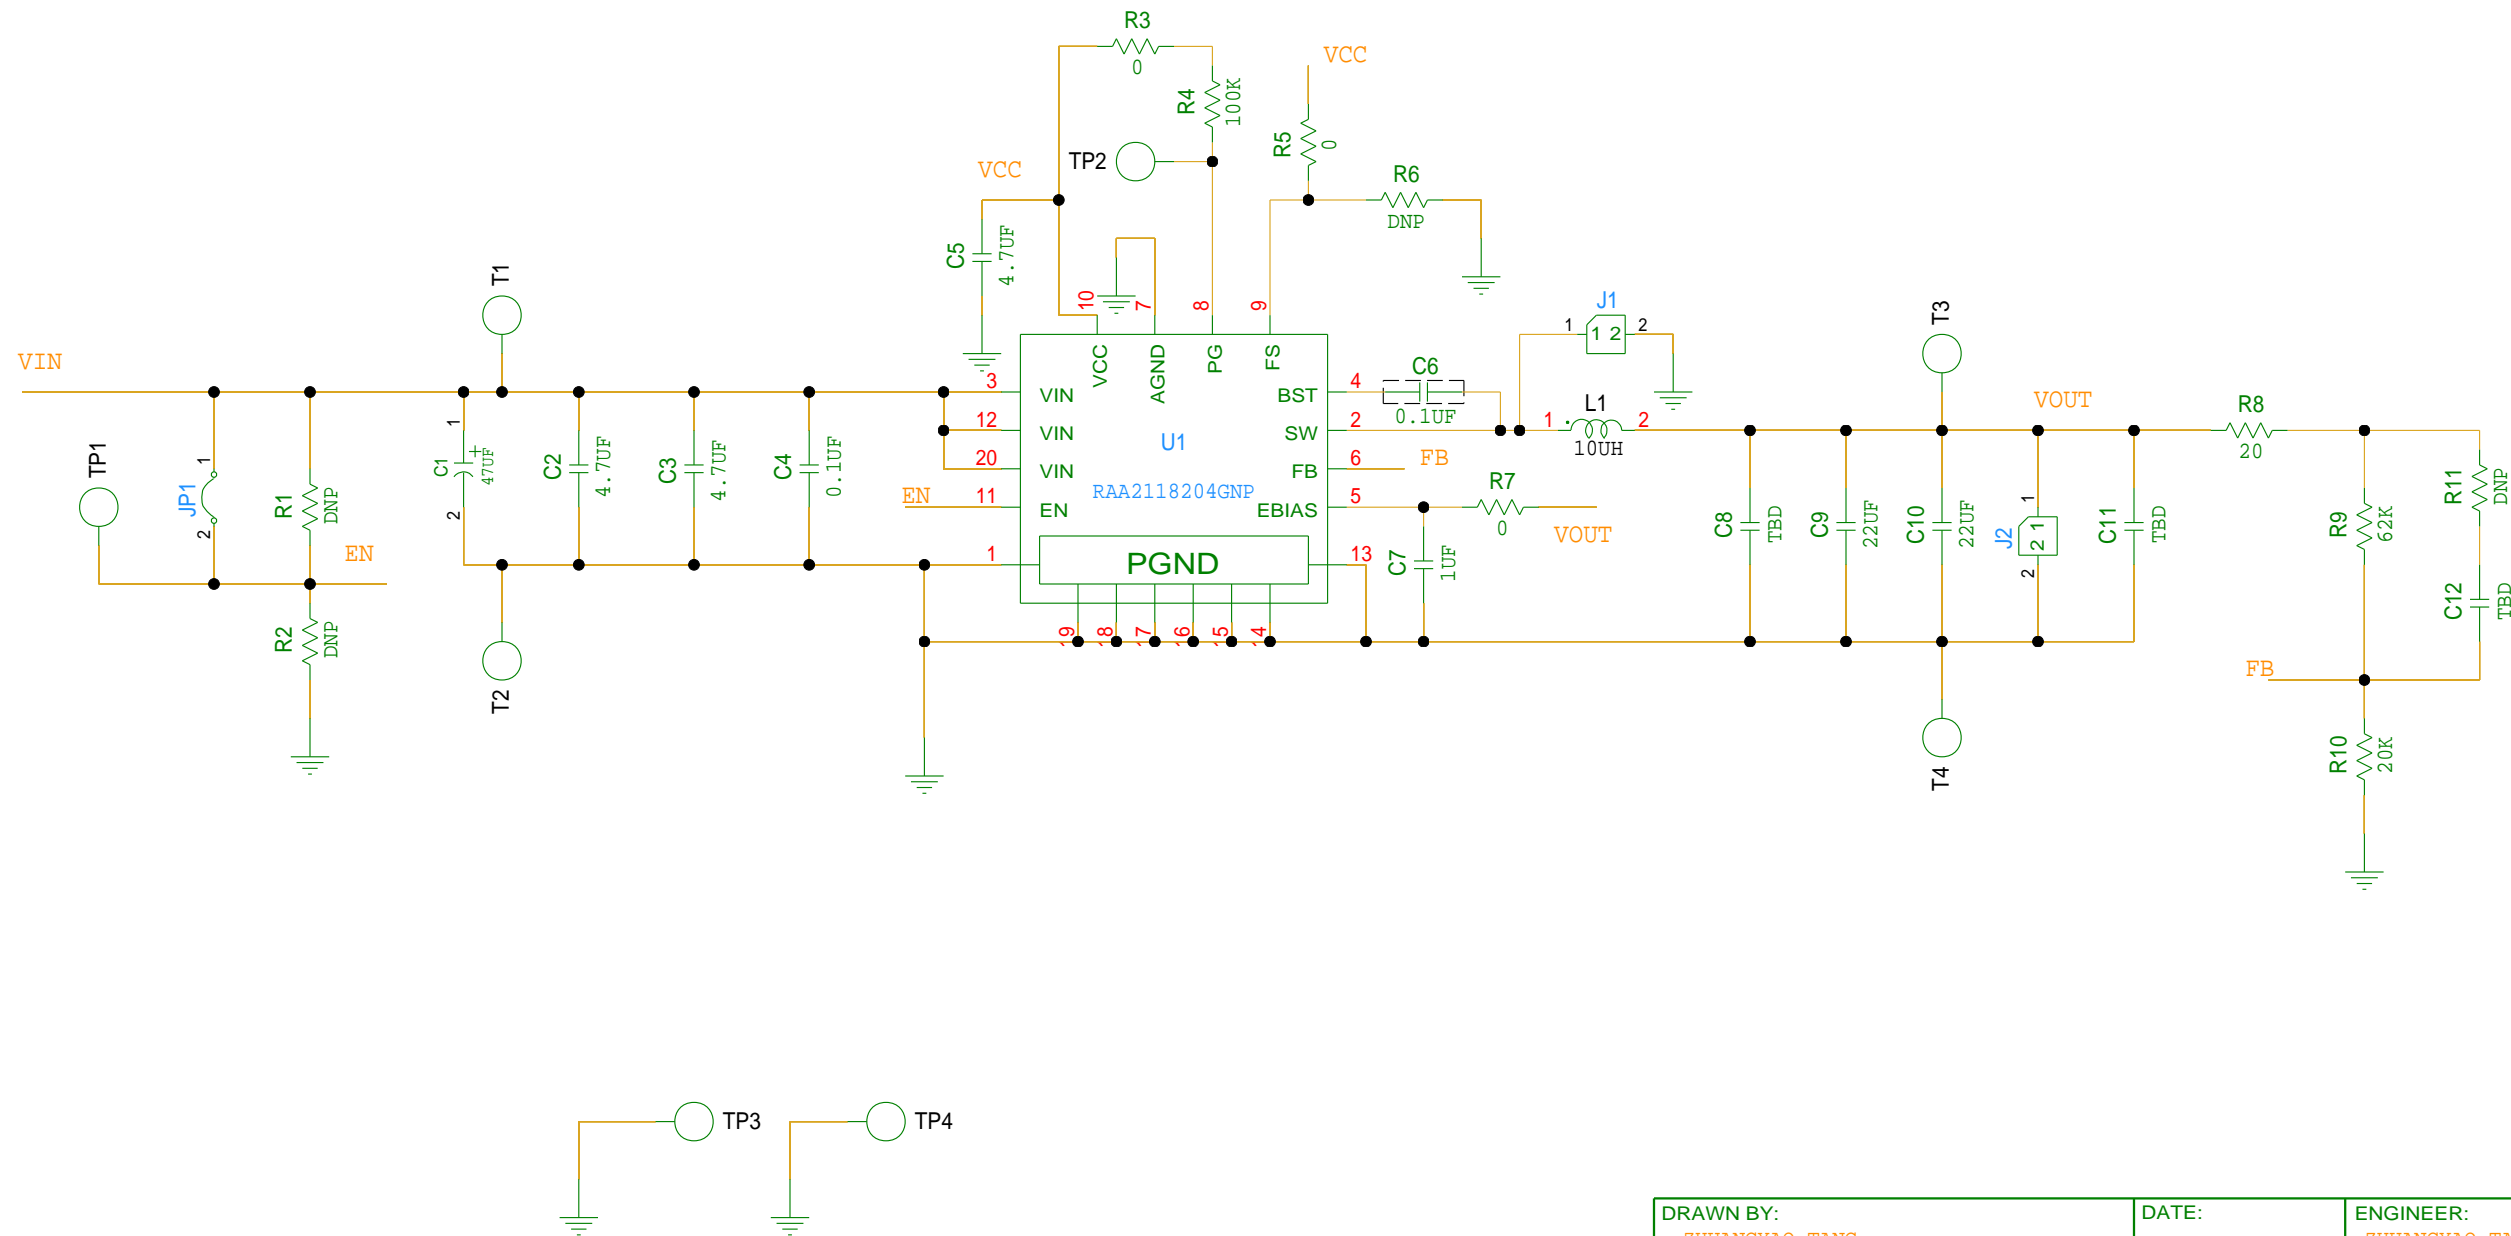 R3
0
VCC
R4
100K
TP2
R5
0
VCC
R6
DNP
C5
4.7UF
T1
10
7
8
9
J1
1
1 2
2
T3
VIN
VCC
AGND
PG
FS
3
VIN
BST
4
C6
0.1UF
12
VIN
U1
SW
2
1
L1
2
10UH
VOUT
R8
20
20
VIN
FB
6
FB
RAA2118204GNP
EN
11
EN
EBIAS
5
R7
0
VOUT
TP1
JP1
1
2
R1
DNP
EN
C1
1
+
47UF
2
C2
4.7UF
C3
4.7UF
C4
0.1UF
1
PGND
13
C7
1UF
C8
TBD
C9
22UF
C10
22UF
J2
1
2 1
2
C11
TBD
R9
62K
R11
DNP
C12
TBD
R2
DNP
T2
15
FB
T4
R10
20K
TP3
TP4
DRAWN BY:
DATE:
ENGINEER: